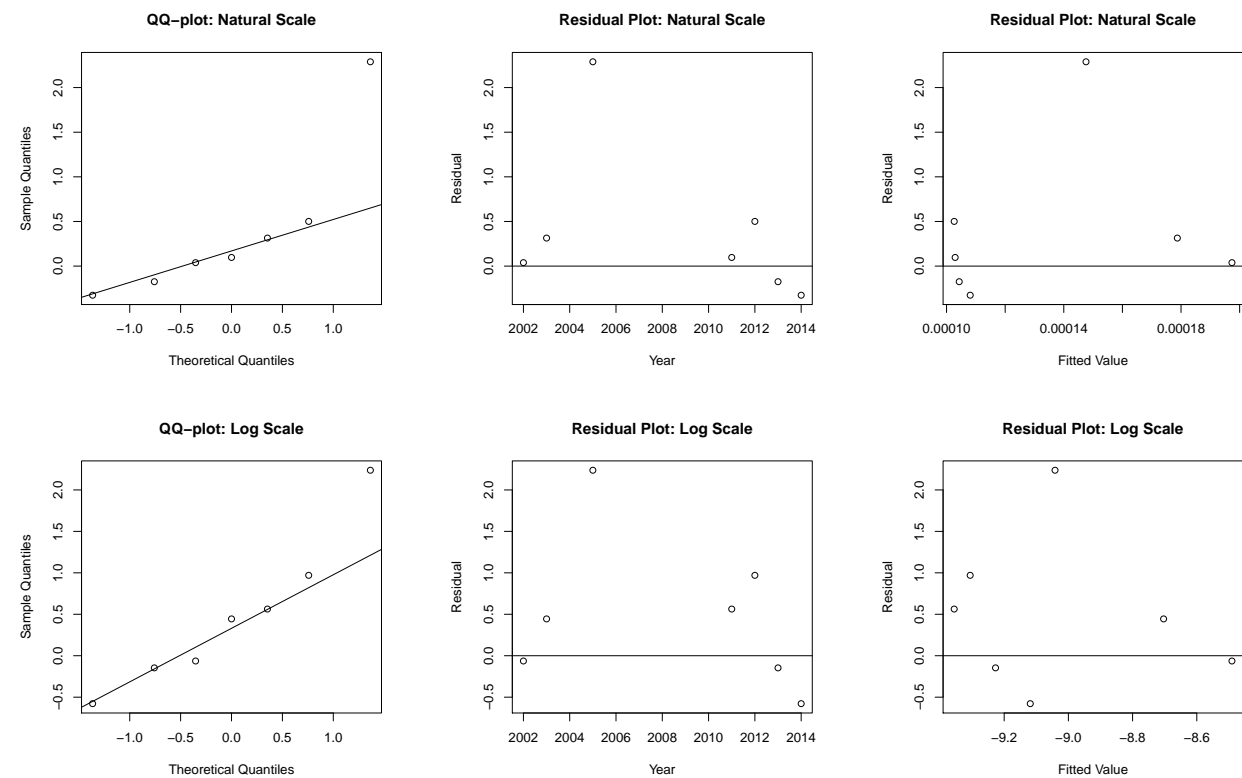 QQ−plot: Natural Scale
Residual Plot: Natural Scale
Residual Plot: Natural Scale
Sample Quantiles
0.0 0.5 1.0 1.5 2.0
−1.0 −0.5 0.0 0.5 1.0
Theoretical Quantiles
Residual
0.0 0.5 1.0 1.5 2.0
2002 2004 2006 2008 2010 2012 2014
Year
Residual
0.0 0.5 1.0 1.5 2.0
0.00010 0.00014 0.00018
Fitted Value
QQ−plot: Log Scale
Residual Plot: Log Scale
Residual Plot: Log Scale
Sample Quantiles
−0.5 0.0 0.5 1.0 1.5 2.0
−1.0 −0.5 0.0 0.5 1.0
Theoretical Quantiles
Residual
−0.5 0.0 0.5 1.0 1.5 2.0
2002 2004 2006 2008 2010 2012 2014
Year
Residual
−0.5 0.0 0.5 1.0 1.5 2.0
−9.2 −9.0 −8.8 −8.6
Fitted Value